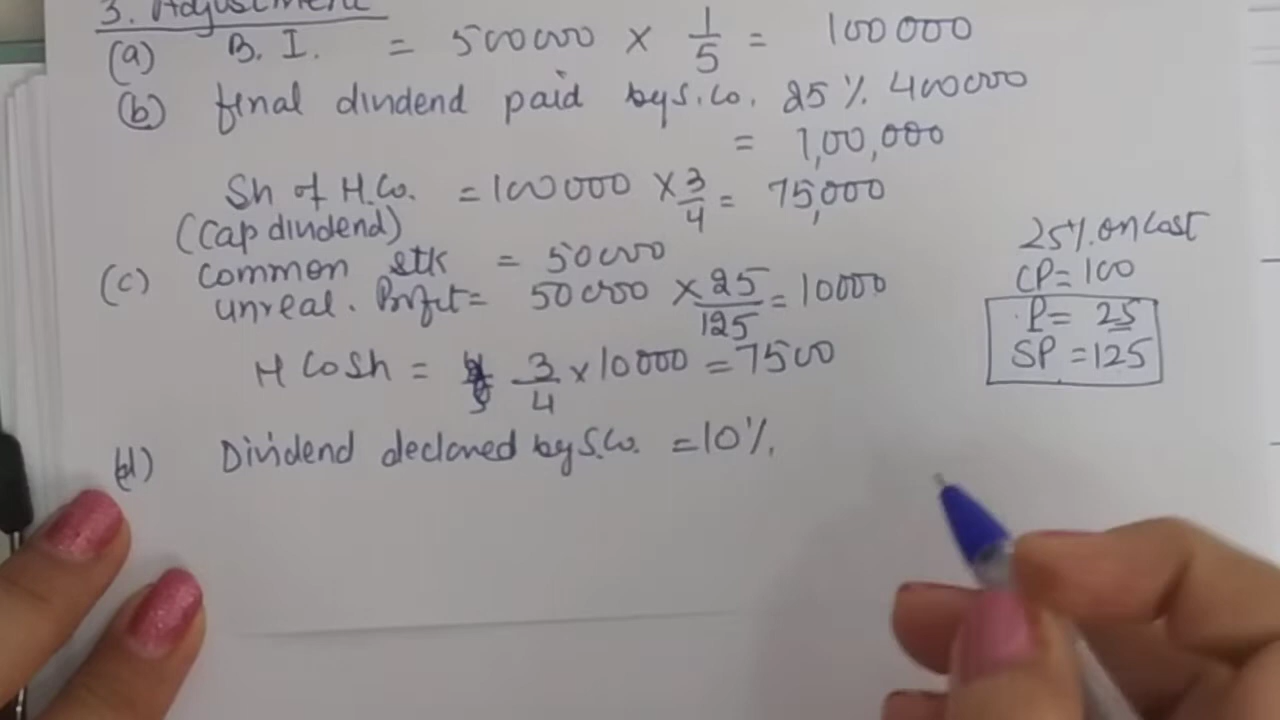 3. Adjustment
(a) B. I. = 500000 × 1/5 = 100000
(b) final dividend paid by S.Co. 25% 400000
= 1,00,000
Sh of H.Co. = 100000 × 3/4 = 75,000
(Cap dividend)
(c) Common stk = 50000
unreal. Profit = 50000 × 25/125 = 10000
H Co Sh = 3/4 × 10000 = 7500
(d) Dividend declared by S.Co. = 10%.
25% on Cost
CP = 100
P = 25
SP = 125